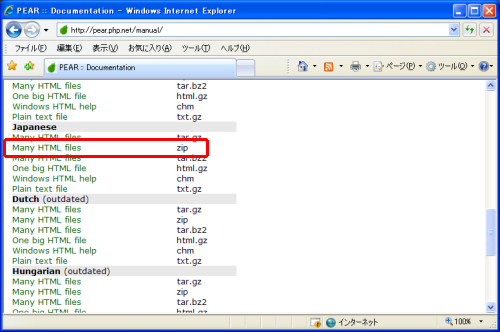 PEAR :: Documentation - Windows Internet Explorer
http://pear.php.net/manual/
ファイル(F) 編集(E) 表示(V) お気に入り(A) ツール(T) ヘルプ(H)
PEAR :: Documentation ページ(P) ツール(O)
Many HTML files tar.bz2
One big HTML file html.gz
Windows HTML help chm
Plain text file txt.gz
Japanese
Many HTML files tar.gz
Many HTML files zip
Many HTML files tar.bz2
One big HTML file html.gz
Windows HTML help chm
Plain text file txt.gz
Dutch (outdated)
Many HTML files tar.gz
Many HTML files zip
Many HTML files tar.bz2
One big HTML file html.gz
Windows HTML help chm
Plain text file txt.gz
Hungarian (outdated)
Many HTML files tar.gz
Many HTML files zip
Many HTML files tar.bz2
One big HTML file html.gz
インターネット 100%